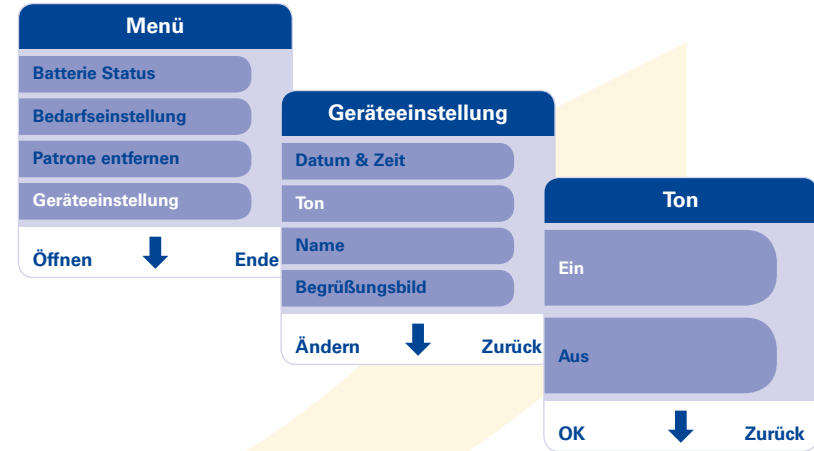 Menü
Batterie Status
Bedarfseinstellung
Patrone entfernen
Geräteeinstellung
Öffnen Ende
Geräteeinstellung
Datum & Zeit
Ton
Name
Begrüßungsbild
Ändern Zurück
Ton
Ein
Aus
OK Zurück